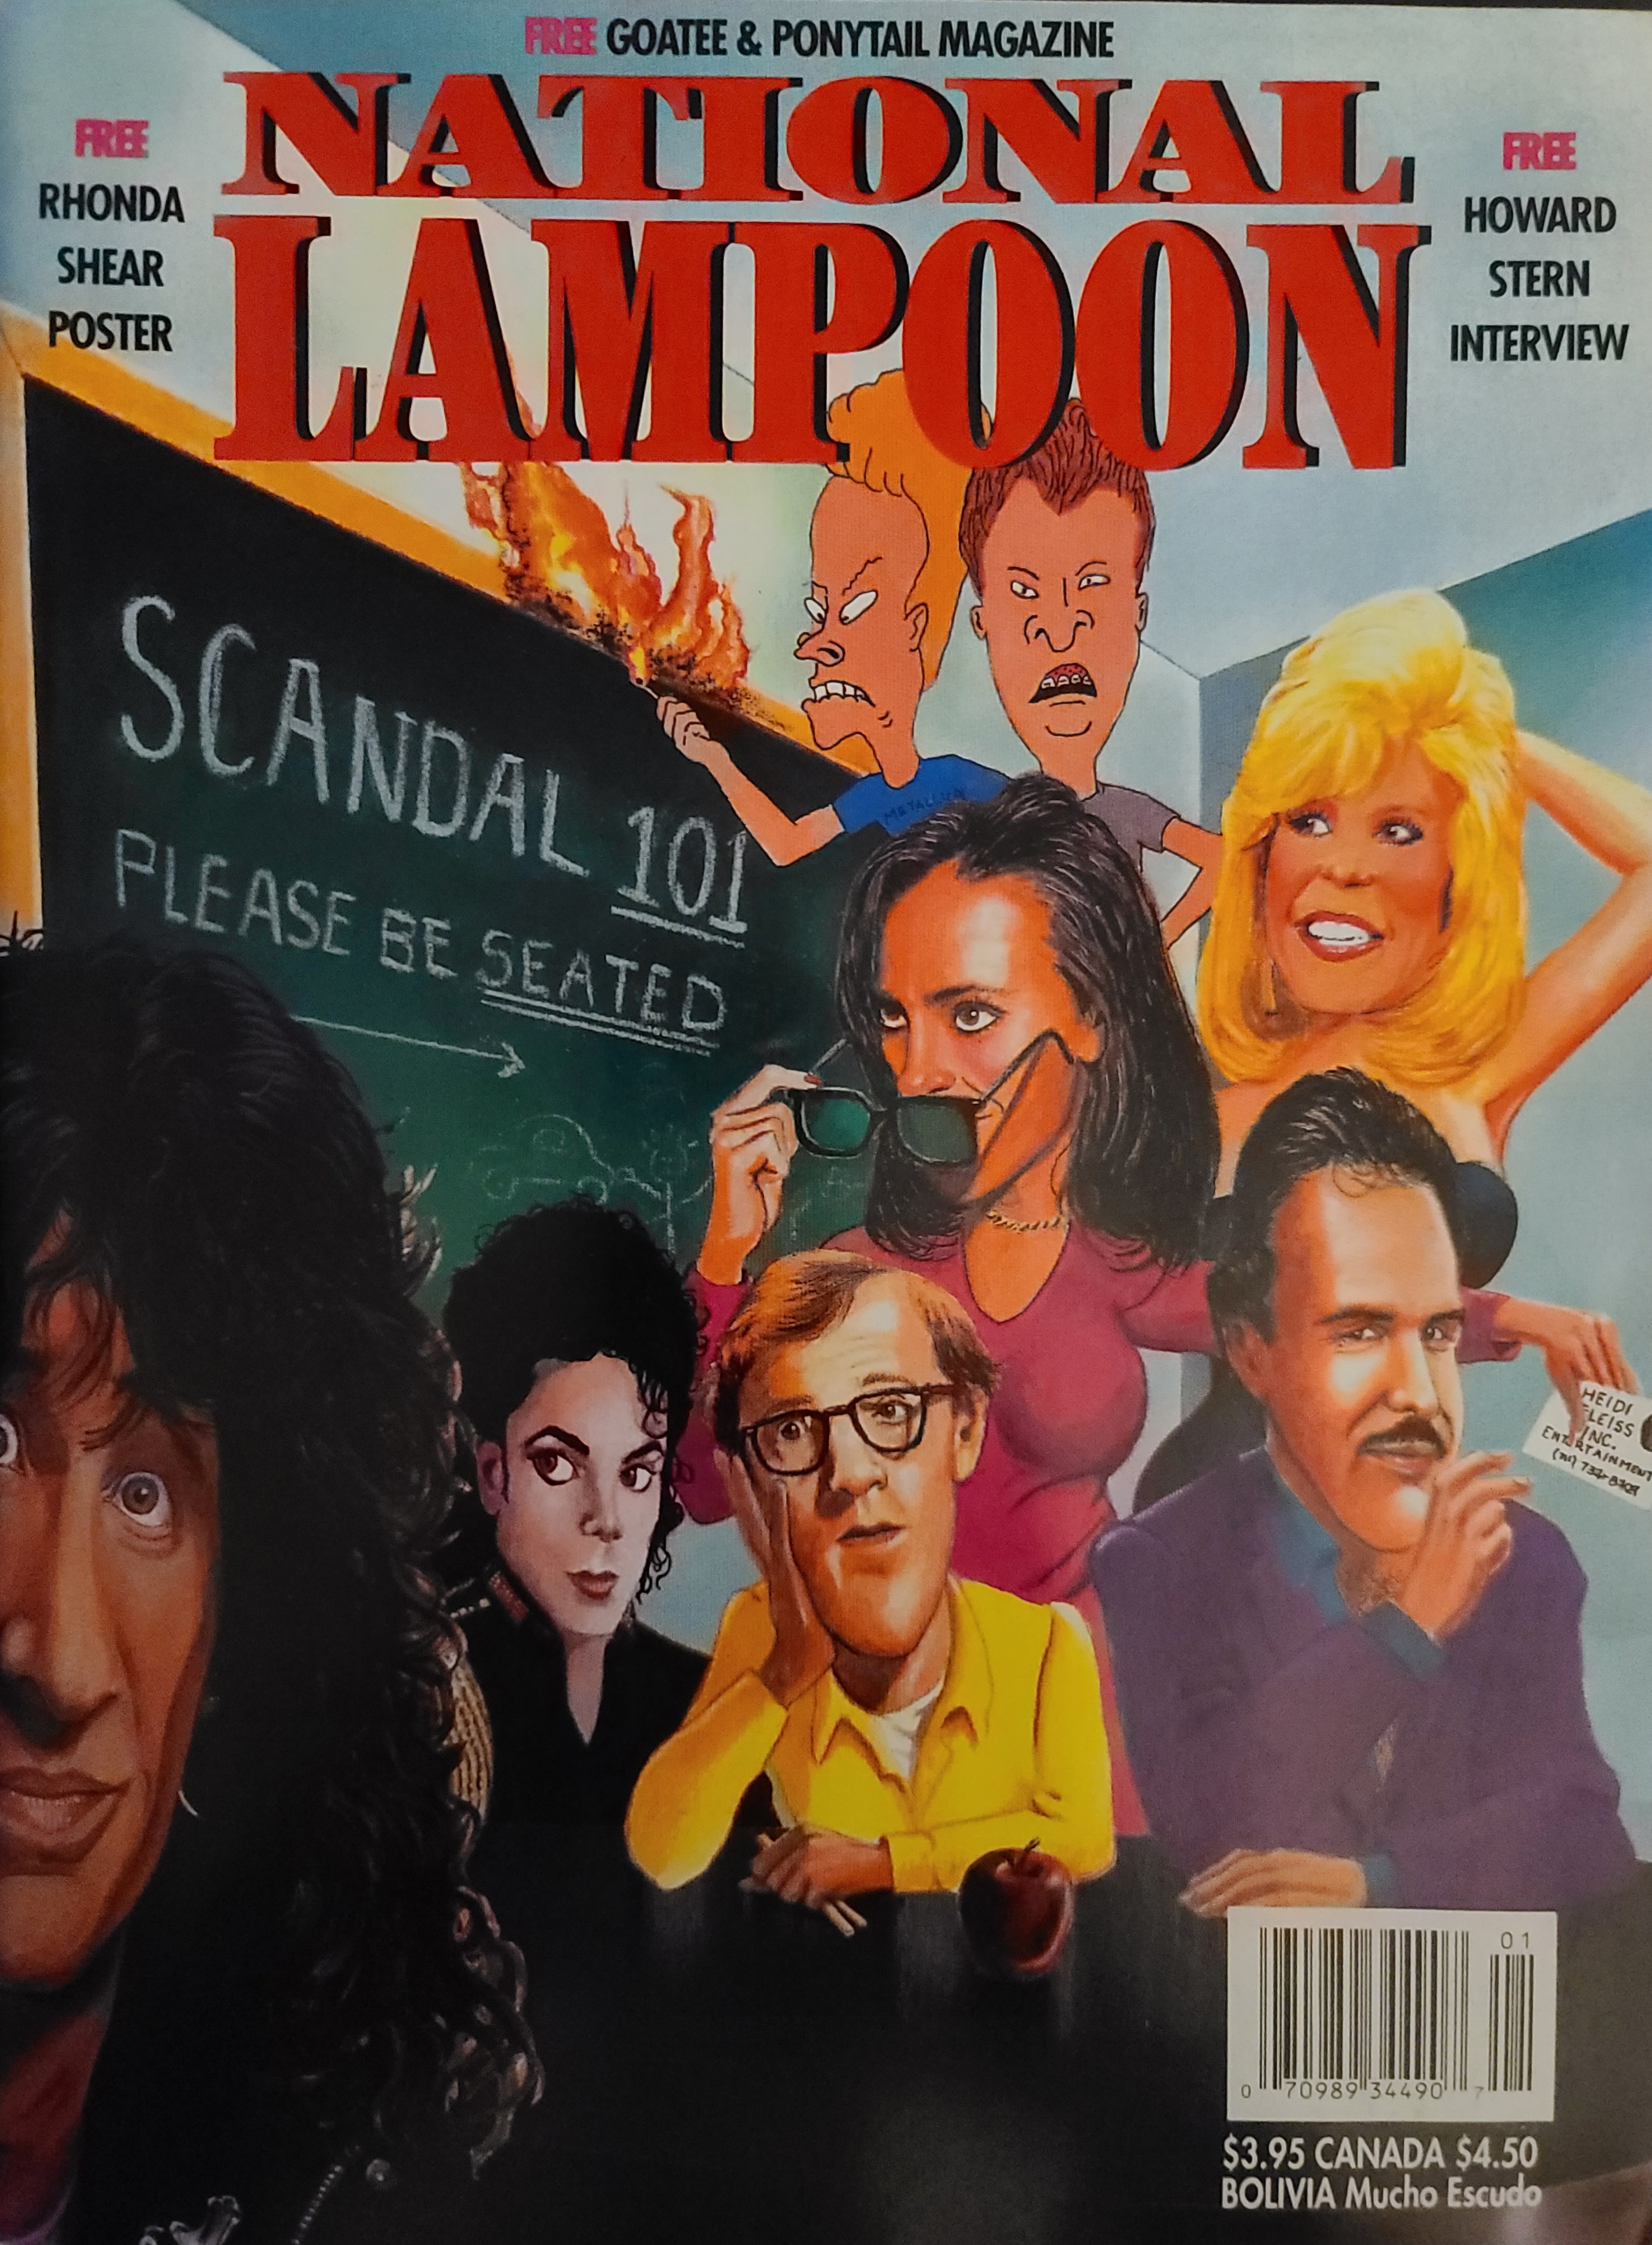 FREE GOATEE & PONYTAIL MAGAZINE
NATIONAL
LAMPOON
FREE
RHONDA
SHEAR
POSTER
FREE
HOWARD
STERN
INTERVIEW
SCANDAL 101
PLEASE BE SEATED
HEIDI
FLEISS
INC.
ENTERTAINMENT
01
0 70989 34490 7
$3.95 CANADA $4.50
BOLIVIA Mucho Escudo